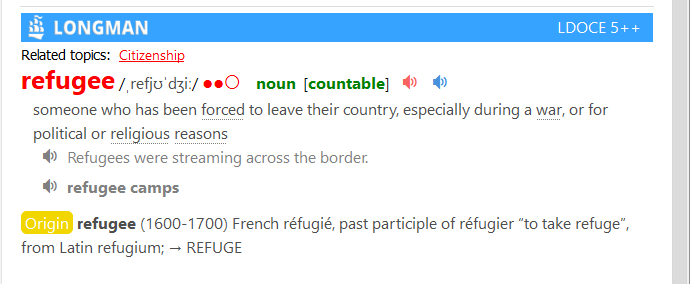 LONGMAN LDOCE 5++
Related topics: Citizenship
refugee /ˌrefjʊˈdʒiː/ ●●○ noun [countable]
someone who has been forced to leave their country, especially during a war, or for
political or religious reasons
Refugees were streaming across the border.
refugee camps
Origin refugee (1600-1700) French réfugié, past participle of réfugier “to take refuge”,
from Latin refugium; → REFUGE